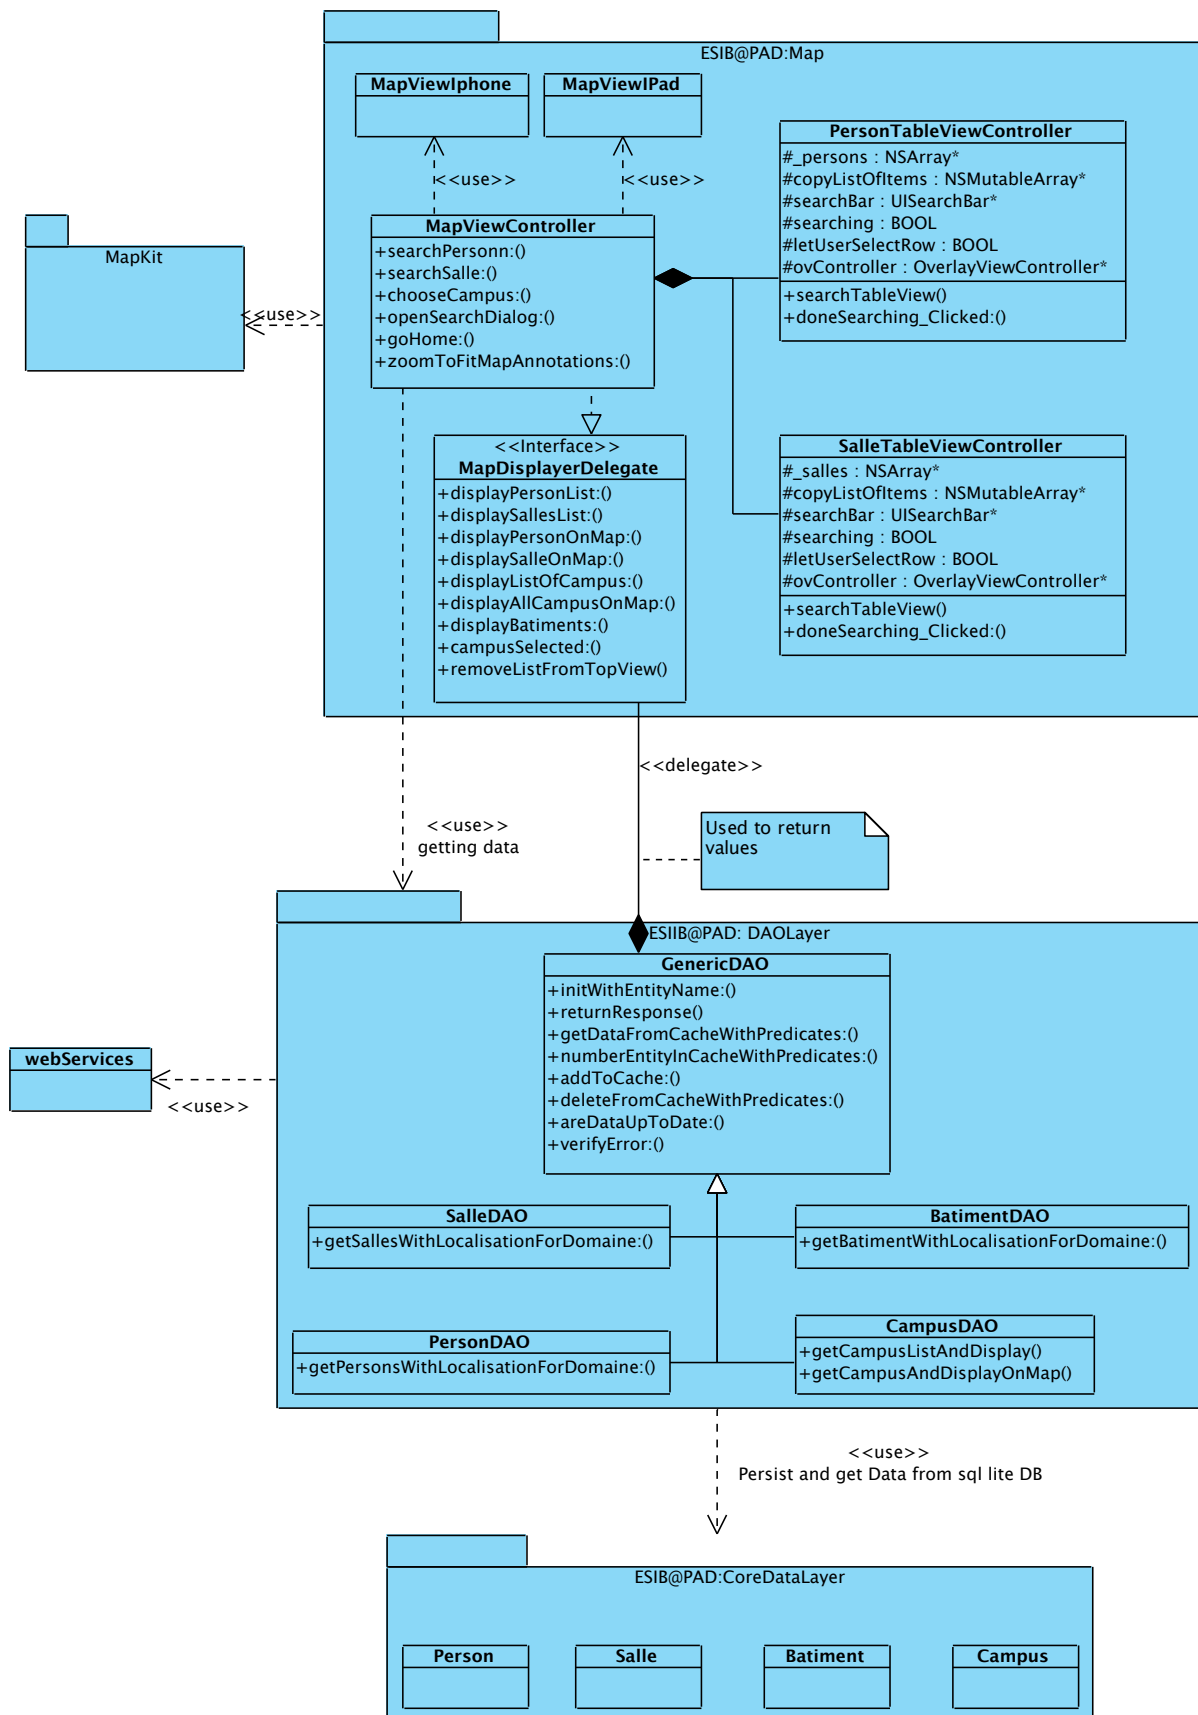 ESIB@PAD:Map
MapViewIphone
MapViewIPad
<<use>>
<<use>>
PersonTableViewController
#_persons : NSArray*
#copyListOfItems : NSMutableArray*
#searchBar : UISearchBar*
#searching : BOOL
#letUserSelectRow : BOOL
#ovController : OverlayViewController*
+searchTableView()
+doneSearching_Clicked:()
MapViewController
+searchPersonn:()
+searchSalle:()
+chooseCampus:()
+openSearchDialog:()
+goHome:()
+zoomToFitMapAnnotations:()
MapKit
<<use>>
<<Interface>>
MapDisplayerDelegate
+displayPersonList:()
+displaySallesList:()
+displayPersonOnMap:()
+displaySalleOnMap:()
+displayListOfCampus:()
+displayAllCampusOnMap:()
+displayBatiments:()
+campusSelected:()
+removeListFromTopView()
SalleTableViewController
#_salles : NSArray*
#copyListOfItems : NSMutableArray*
#searchBar : UISearchBar*
#searching : BOOL
#letUserSelectRow : BOOL
#ovController : OverlayViewController*
+searchTableView()
+doneSearching_Clicked:()
<<delegate>>
<<use>>
getting data
Used to return
values
ESIIB@PAD: DAOLayer
GenericDAO
+initWithEntityName:()
+returnResponse()
+getDataFromCacheWithPredicates:()
+numberEntityInCacheWithPredicates:()
+addToCache:()
+deleteFromCacheWithPredicates:()
+areDataUpToDate:()
+verifyError:()
webServices
<<use>>
SalleDAO
+getSallesWithLocalisationForDomaine:()
BatimentDAO
+getBatimentWithLocalisationForDomaine:()
PersonDAO
+getPersonsWithLocalisationForDomaine:()
CampusDAO
+getCampusListAndDisplay()
+getCampusAndDisplayOnMap()
<<use>>
Persist and get Data from sql lite DB
ESIB@PAD:CoreDataLayer
Person
Salle
Batiment
Campus